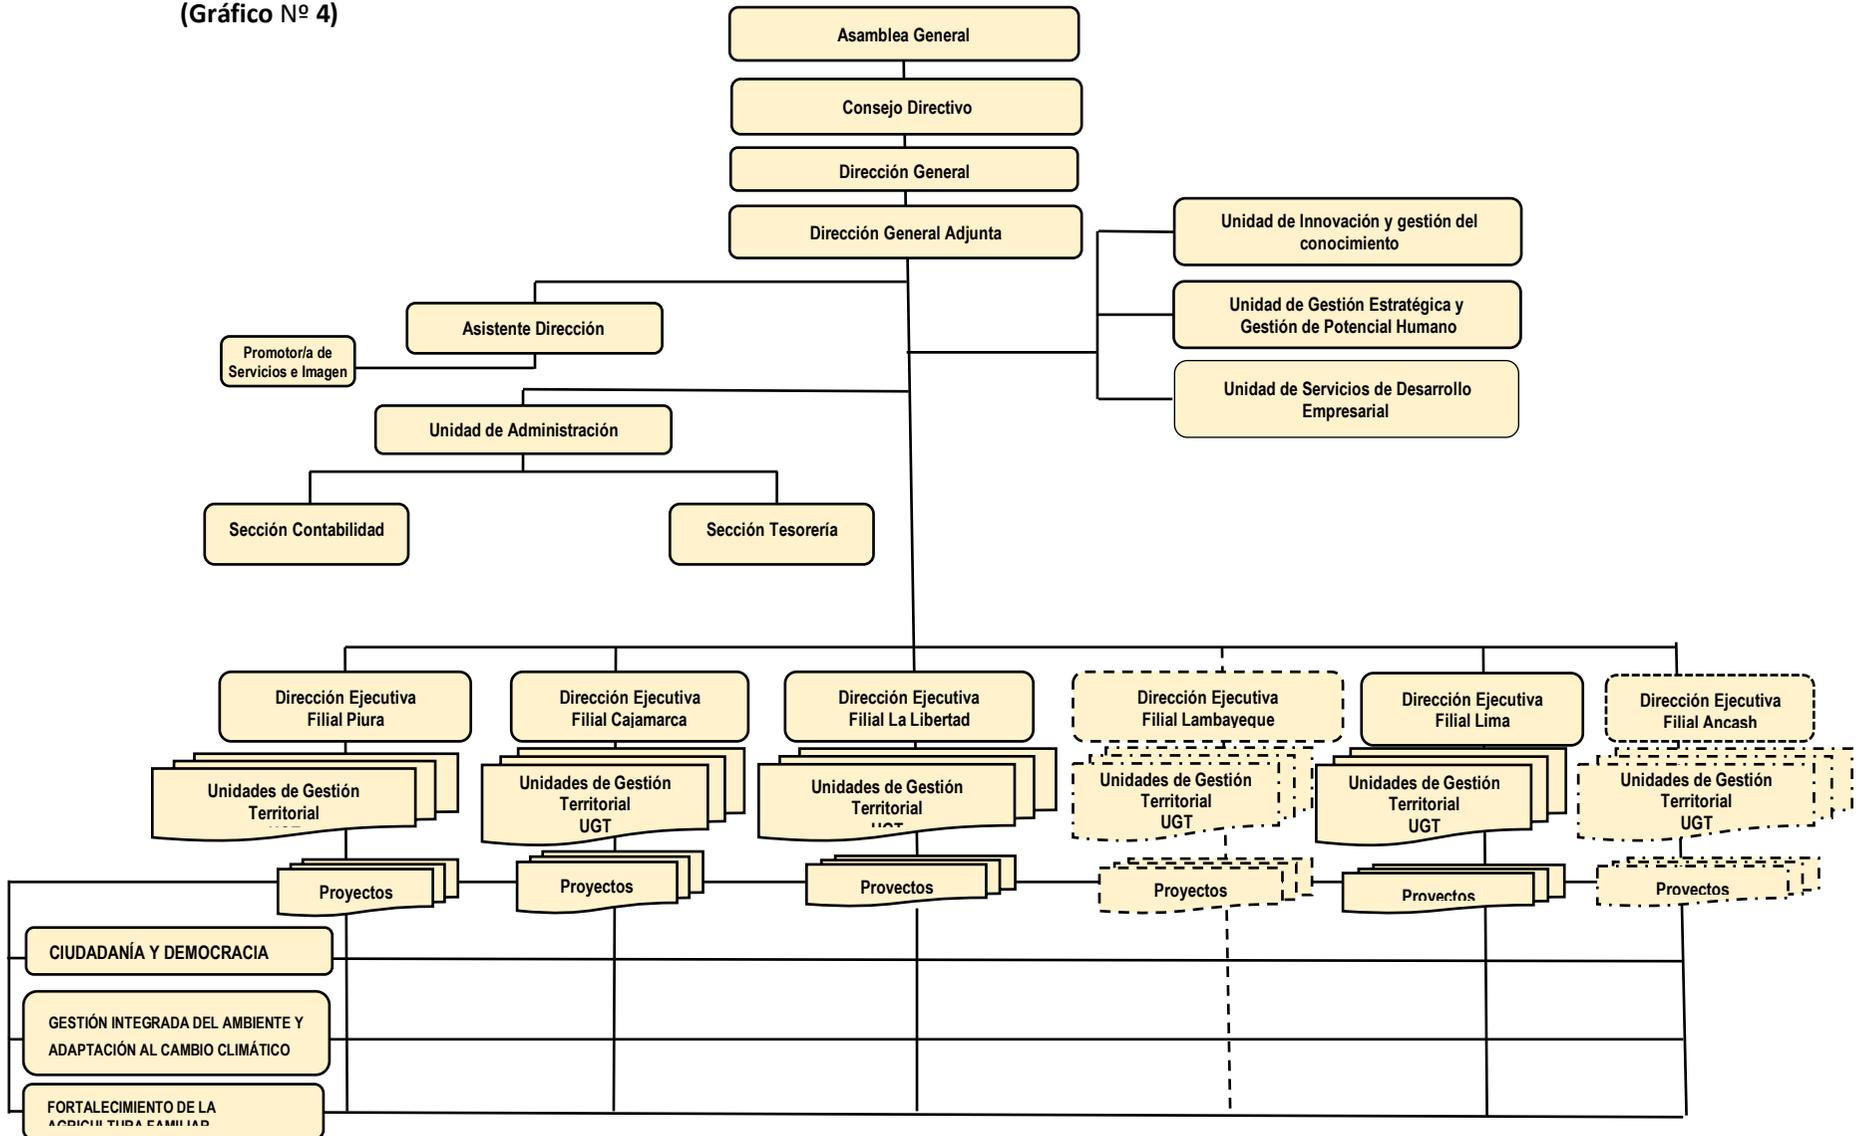 (Gráfico Nº 4)
Asamblea General
Consejo Directivo
Dirección General
Dirección General Adjunta
Unidad de Innovación y gestión del
conocimiento
Unidad de Gestión Estratégica y
Gestión de Potencial Humano
Unidad de Servicios de Desarrollo
Empresarial
Asistente Dirección
Promotor/a de
Servicios e Imagen
Unidad de Administración
Sección Contabilidad
Sección Tesorería
Dirección Ejecutiva
Filial Piura
Dirección Ejecutiva
Filial Cajamarca
Dirección Ejecutiva
Filial La Libertad
Dirección Ejecutiva
Filial Lambayeque
Dirección Ejecutiva
Filial Lima
Dirección Ejecutiva
Filial Ancash
Unidades de Gestión
Territorial
Unidades de Gestión
Territorial
UGT
Unidades de Gestión
Territorial
UGT
Unidades de Gestión
Territorial
UGT
Unidades de Gestión
Territorial
UGT
Unidades de Gestión
Territorial
UGT
Proyectos
Proyectos
Proyectos
Proyectos
Proyectos
Proyectos
CIUDADANÍA Y DEMOCRACIA
GESTIÓN INTEGRADA DEL AMBIENTE Y
ADAPTACIÓN AL CAMBIO CLIMÁTICO
FORTALECIMIENTO DE LA
AGRICULTURA FAMILIAR